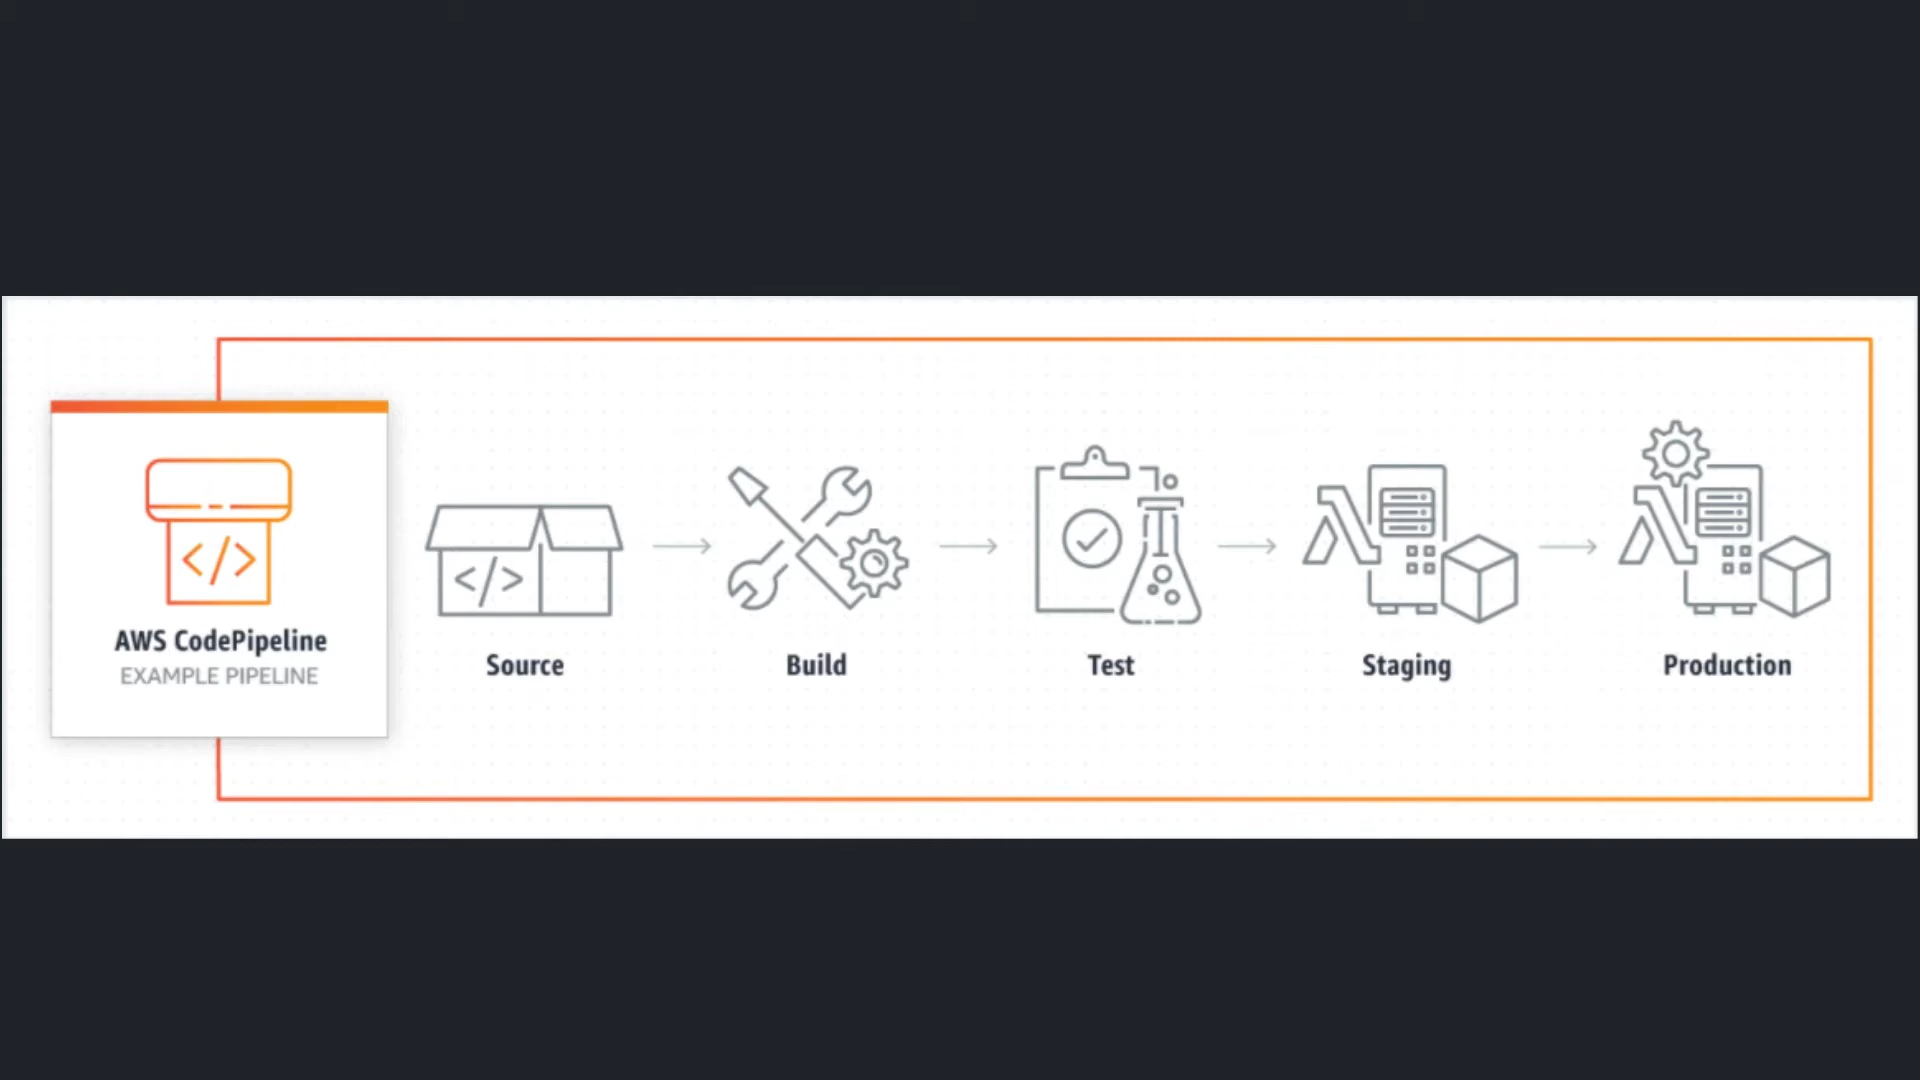 </>
AWS CodePipeline
EXAMPLE PIPELINE
</>
Source
Build
Test
Staging
Production